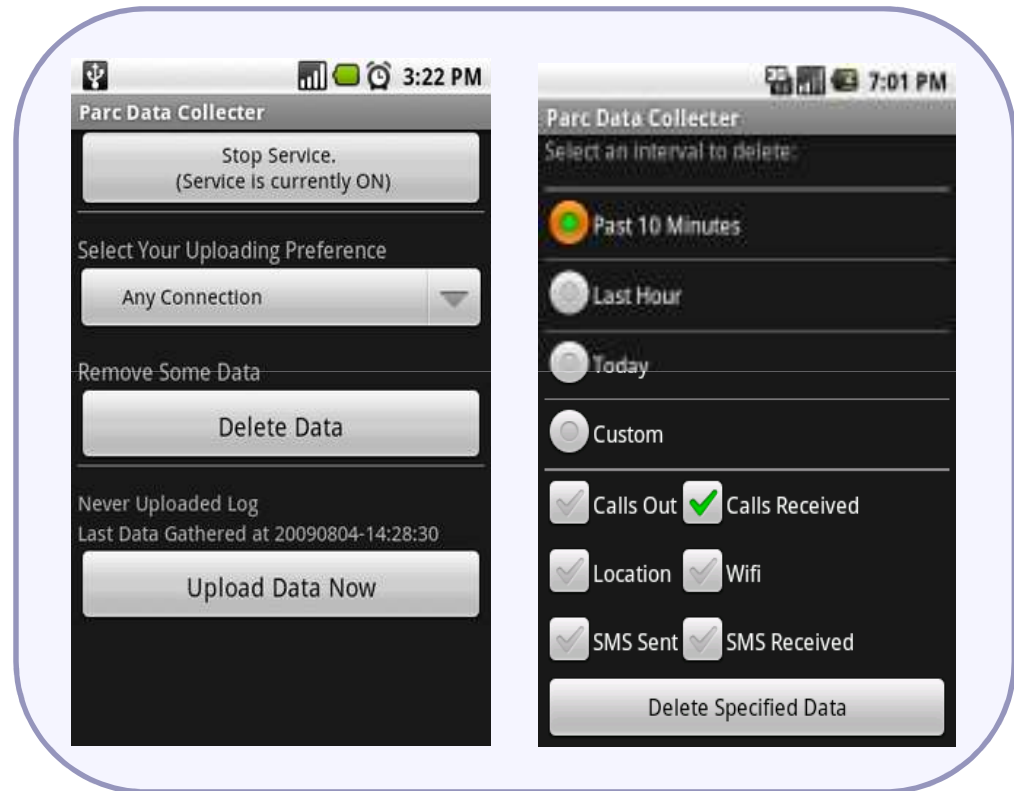 3:22 PM
Parc Data Collecter
Stop Service.
(Service is currently ON)
Select Your Uploading Preference
Any Connection
Remove Some Data
Delete Data
Never Uploaded Log
Last Data Gathered at 20090804-14:28:30
Upload Data Now
7:01 PM
Parc Data Collecter
Select an interval to delete:
Past 10 Minutes
Last Hour
Today
Custom
Calls Out Calls Received
Location Wifi
SMS Sent SMS Received
Delete Specified Data